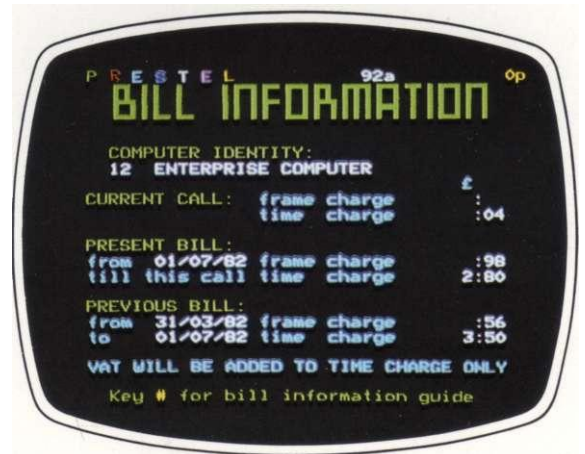 PRESTEL 92a 0p
BILL INFORMATION
COMPUTER IDENTITY:
12 ENTERPRISE COMPUTER
£
CURRENT CALL: frame charge :
time charge :04
PRESENT BILL:
from 01/07/82 frame charge :98
till this call time charge 2:80
PREVIOUS BILL:
from 31/03/82 frame charge :56
to 01/07/82 time charge 3:50
VAT WILL BE ADDED TO TIME CHARGE ONLY
Key # for bill information guide